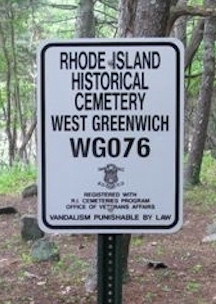 RHODE ISLAND
HISTORICAL
CEMETERY
WEST GREENWICH
WG076
REGISTERED WITH
R.I. CEMETERIES PROGRAM
OFFICE OF VETERANS AFFAIRS
VANDALISM PUNISHABLE BY LAW